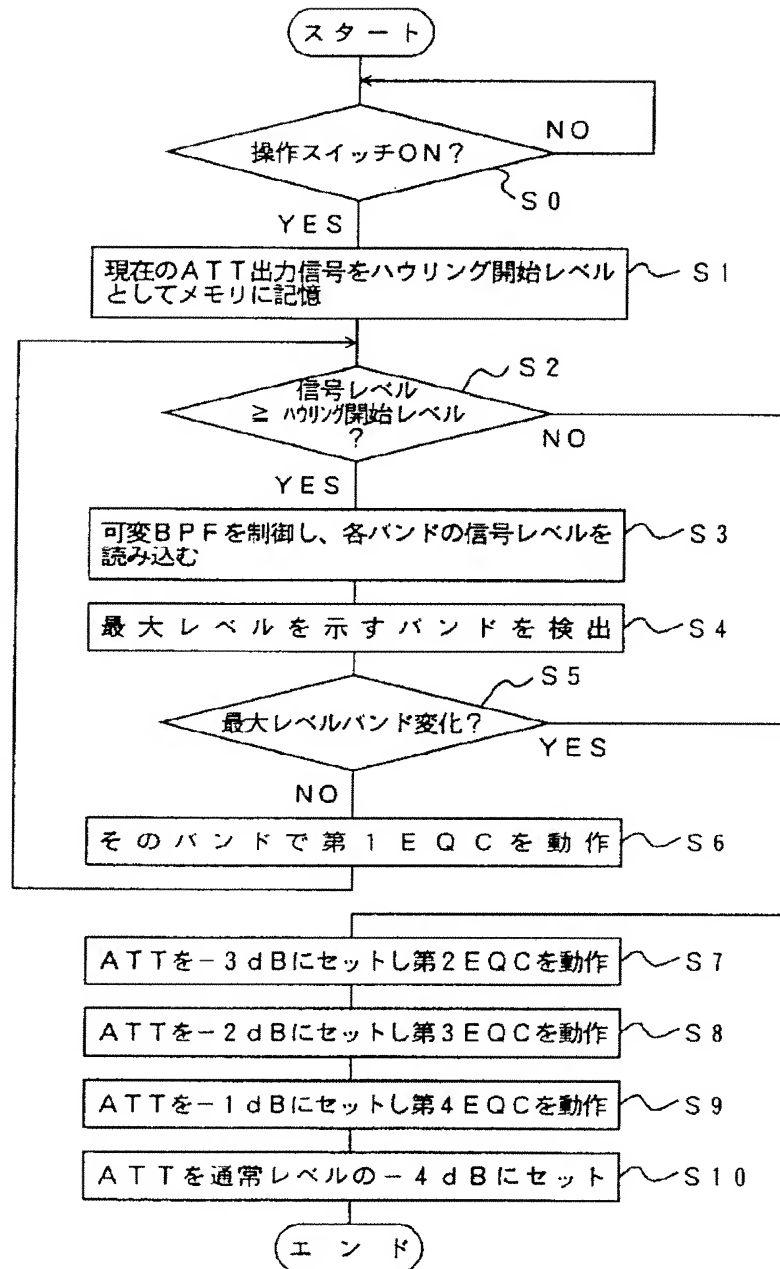 スタート
NO
操作スイッチON?
S0
YES
現在のATT出力信号をハウリング開始レベル
としてメモリに記憶
S1
S2
信号レベル
≧ ハウリング開始レベル
?
NO
YES
可変BPFを制御し、各バンドの信号レベルを
読み込む
S3
最大レベルを示すバンドを検出
S4
S5
最大レベルバンド変化?
YES
NO
そのバンドで第1EQCを動作
S6
ATTを-3dBにセットし第2EQCを動作
S7
ATTを-2dBにセットし第3EQCを動作
S8
ATTを-1dBにセットし第4EQCを動作
S9
ATTを通常レベルの-4dBにセット
S10
エンド